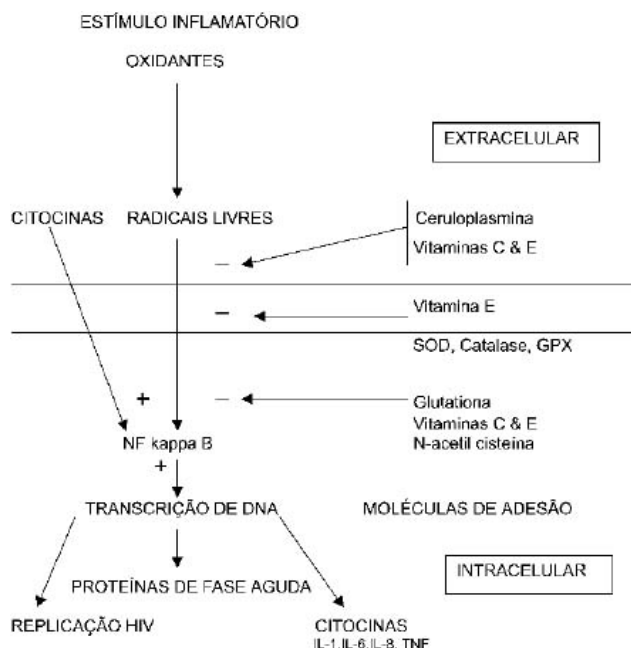 ESTÍMULO INFLAMATÓRIO
OXIDANTES
EXTRACELULAR
CITOCINAS RADICAIS LIVRES
Ceruloplasmina
Vitaminas C & E
–
Vitamina E
–
SOD, Catalase, GPX
+ –
Glutationa
Vitaminas C & E
N-acetil cisteína
NF kappa B
+
TRANSCRIÇÃO DE DNA MOLÉCULAS DE ADESÃO
PROTEÍNAS DE FASE AGUDA
INTRACELULAR
REPLICAÇÃO HIV CITOCINAS
IL-1,IL-6,IL-8, TNF